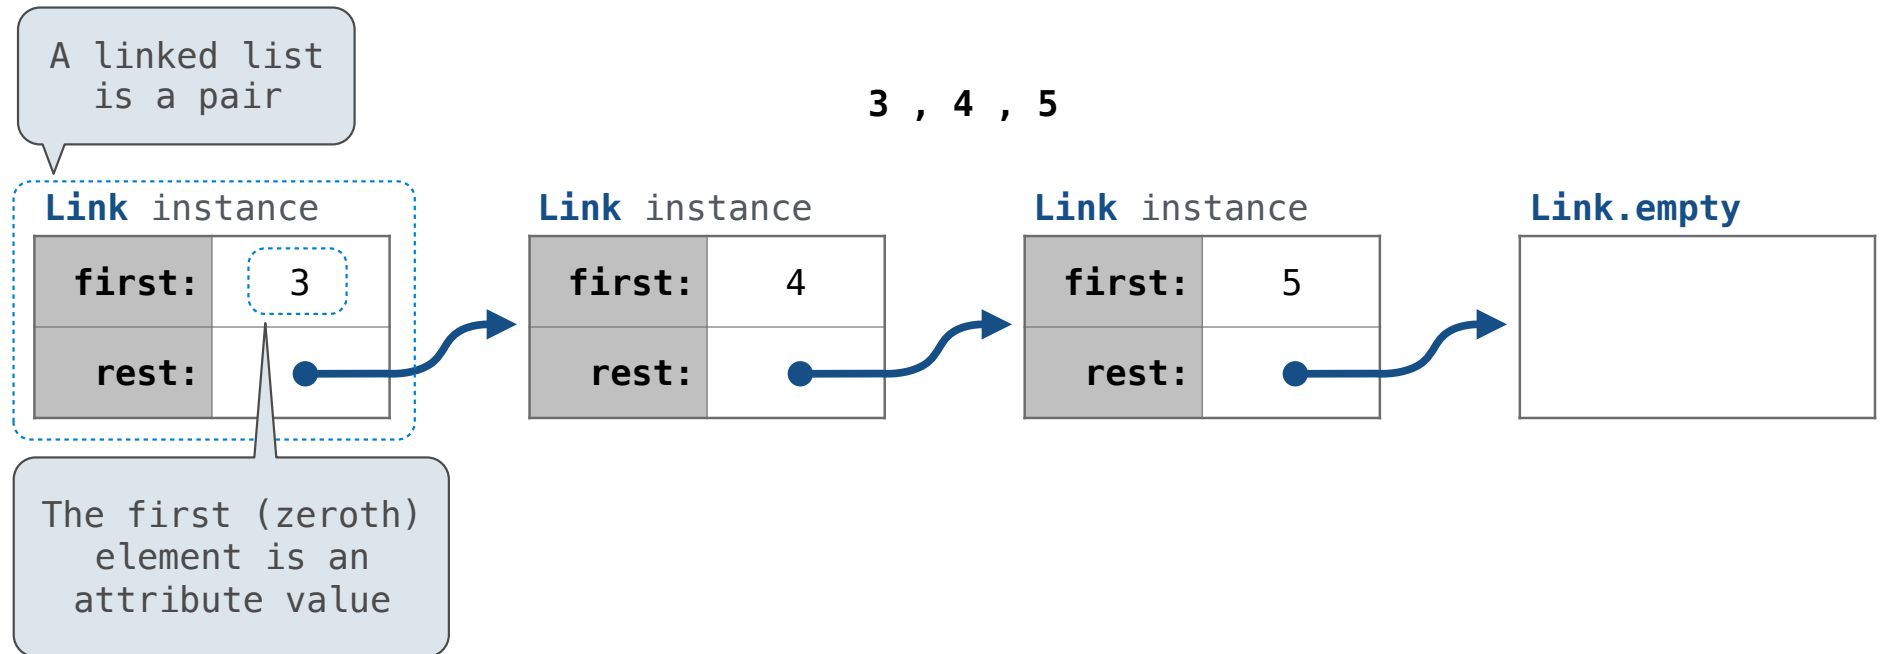 A linked list
is a pair
3 , 4 , 5
Link instance
first: 3
rest:
Link instance
first: 4
rest:
Link instance
first: 5
rest:
Link.empty
The first (zeroth)
element is an
attribute value